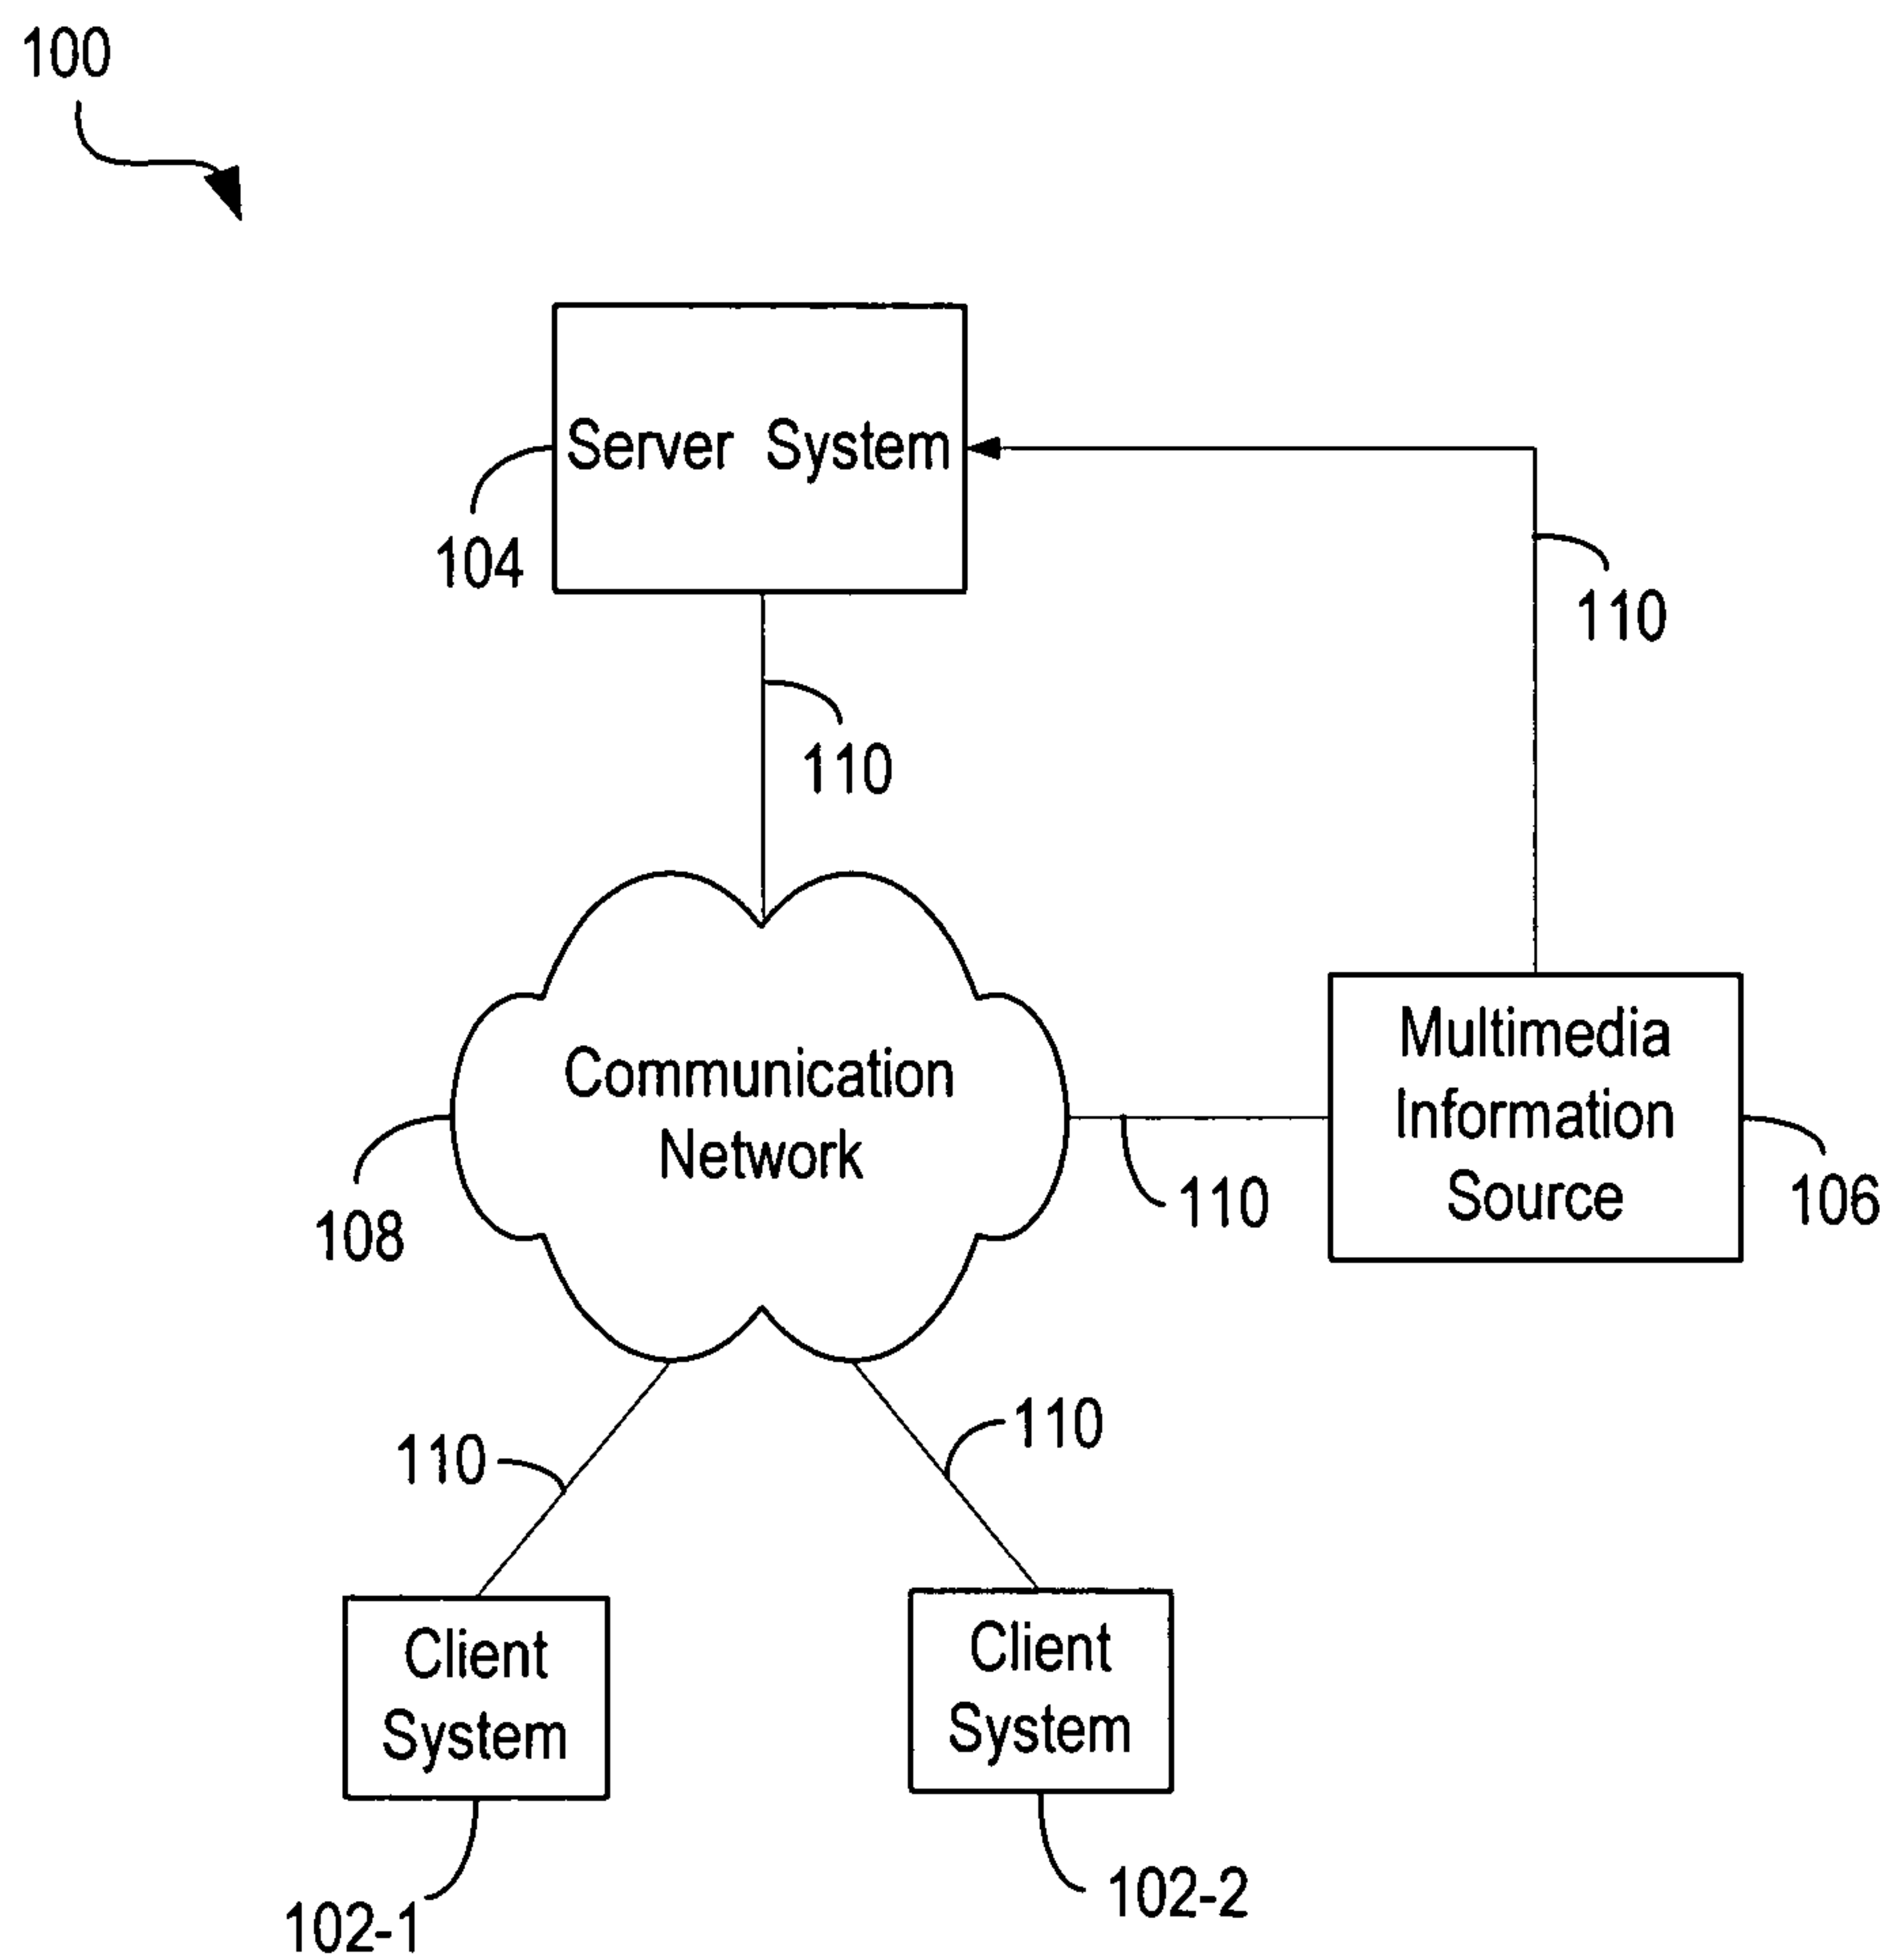 100
Server System
104
110
110
Communication
Network
108
Multimedia
Information
Source
110
106
110
110
Client
System
Client
System
102-1
102-2